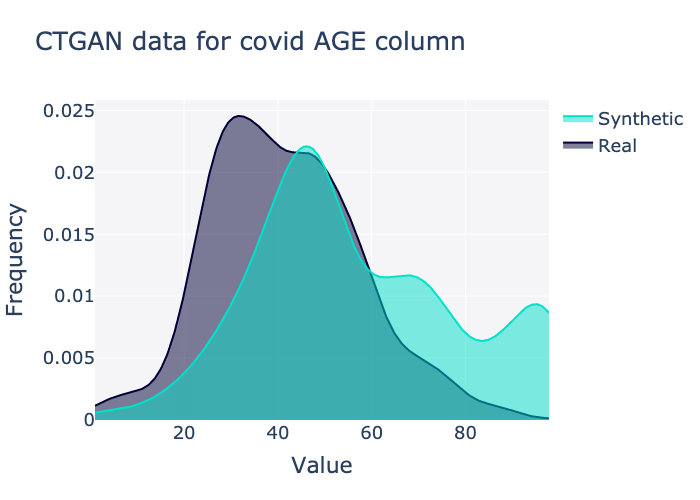 CTGAN data for covid AGE column
Synthetic
Real
0.025
0.02
0.015
0.01
0.005
0
20 40 60 80
Frequency
Value